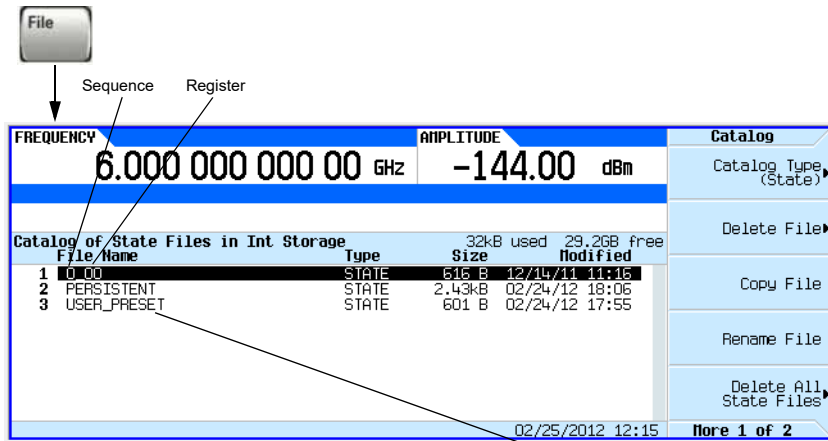 File
Sequence Register
FREQUENCY AMPLITUDE Catalog
6.000 000 000 00 GHz -144.00 dBm
Catalog Type
(State)
Delete File
Catalog of State Files in Int Storage 32kB used 29.2GB free
File Name Type Size Modified
1 0_00 STATE 616 B 12/14/11 11:16
2 PERSISTENT STATE 2.43kB 02/24/12 18:06
3 USER_PRESET STATE 601 B 02/24/12 17:55
Copy File
Rename File
Delete All
State Files
02/25/2012 12:15 More 1 of 2